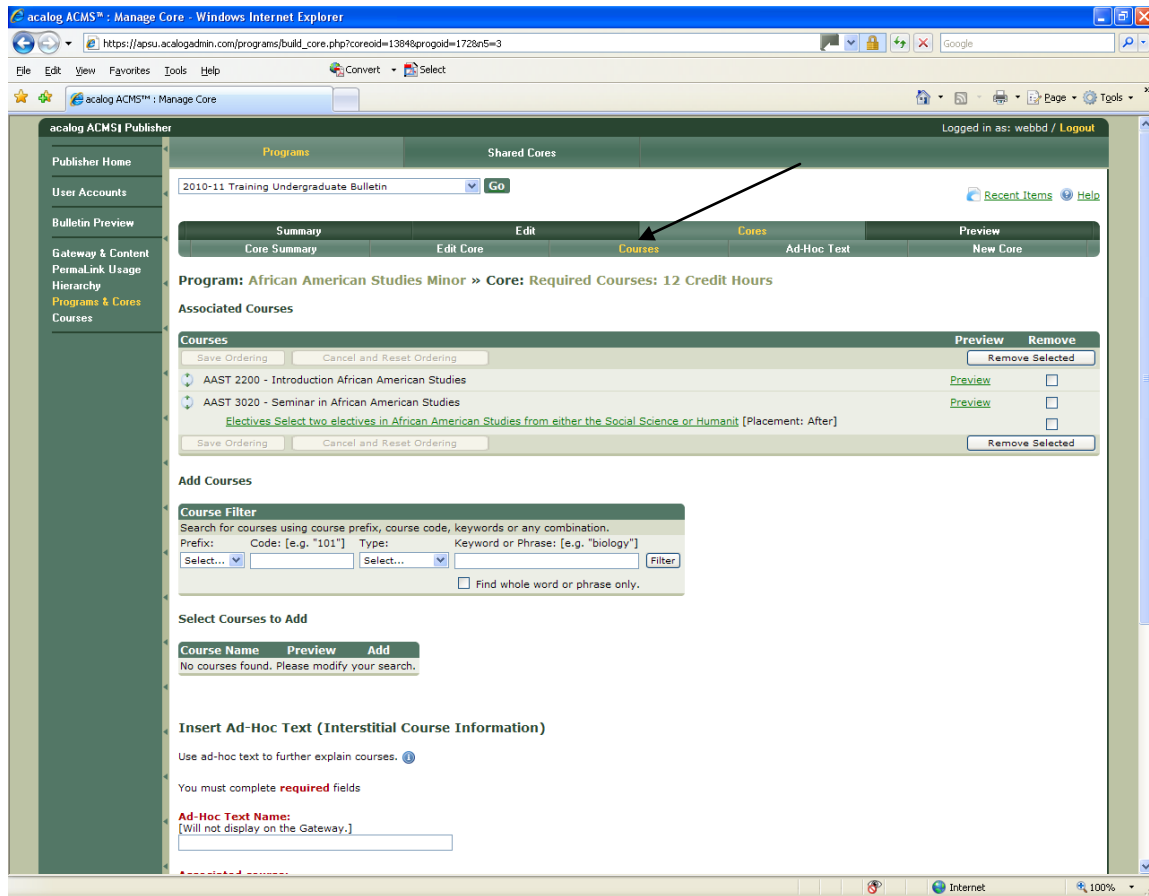 acalog ACMS™ : Manage Core - Windows Internet Explorer
https://apsu.acalogadmin.com/programs/build_core.php?coreoid=1384&progoid=172&n5=3
Google
File Edit View Favorites Tools Help Convert Select
acalog ACMS™ : Manage Core
Page Tools
acalog ACMS| Publisher Logged in as: webbd / Logout
Publisher Home
User Accounts
Bulletin Preview
Gateway & Content
PermaLink Usage
Hierarchy
Programs & Cores
Courses
Programs Shared Cores
2010-11 Training Undergraduate Bulletin Go
Recent Items Help
Summary Edit Cores Preview
Core Summary Edit Core Courses Ad-Hoc Text New Core
Program: African American Studies Minor » Core: Required Courses: 12 Credit Hours
Associated Courses
Courses Preview Remove
Save Ordering Cancel and Reset Ordering Remove Selected
AAST 2200 - Introduction African American Studies Preview
AAST 3020 - Seminar in African American Studies Preview
Electives Select two electives in African American Studies from either the Social Science or Humanit [Placement: After]
Save Ordering Cancel and Reset Ordering Remove Selected
Add Courses
Course Filter
Search for courses using course prefix, course code, keywords or any combination.
Prefix: Code: [e.g. "101"] Type: Keyword or Phrase: [e.g. "biology"]
Select... Select... Filter
Find whole word or phrase only.
Select Courses to Add
Course Name Preview Add
No courses found. Please modify your search.
Insert Ad-Hoc Text (Interstitial Course Information)
Use ad-hoc text to further explain courses.
You must complete required fields
Ad-Hoc Text Name:
[Will not display on the Gateway.]
Internet 100%